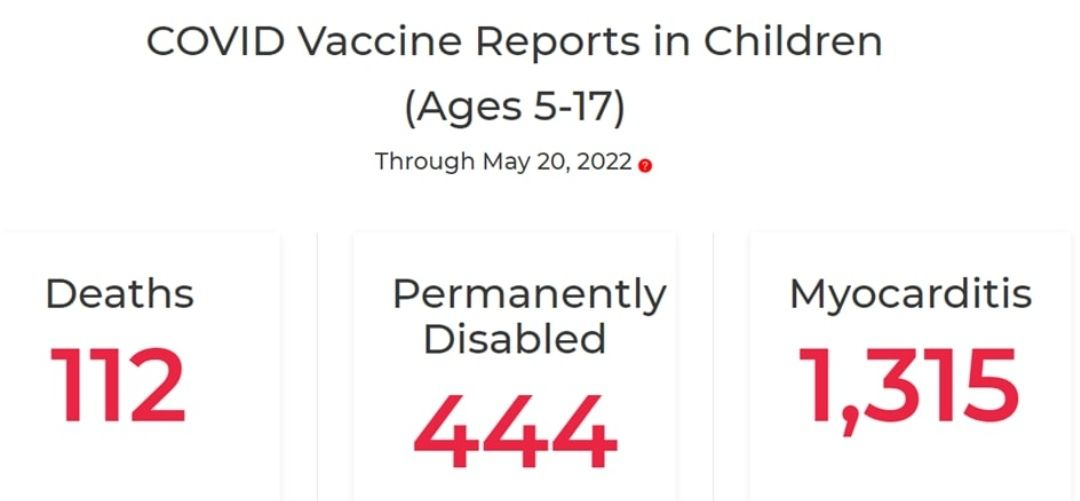 COVID Vaccine Reports in Children
(Ages 5-17)
Through May 20, 2022 ?
Deaths
112
Permanently
Disabled
444
Myocarditis
1,315